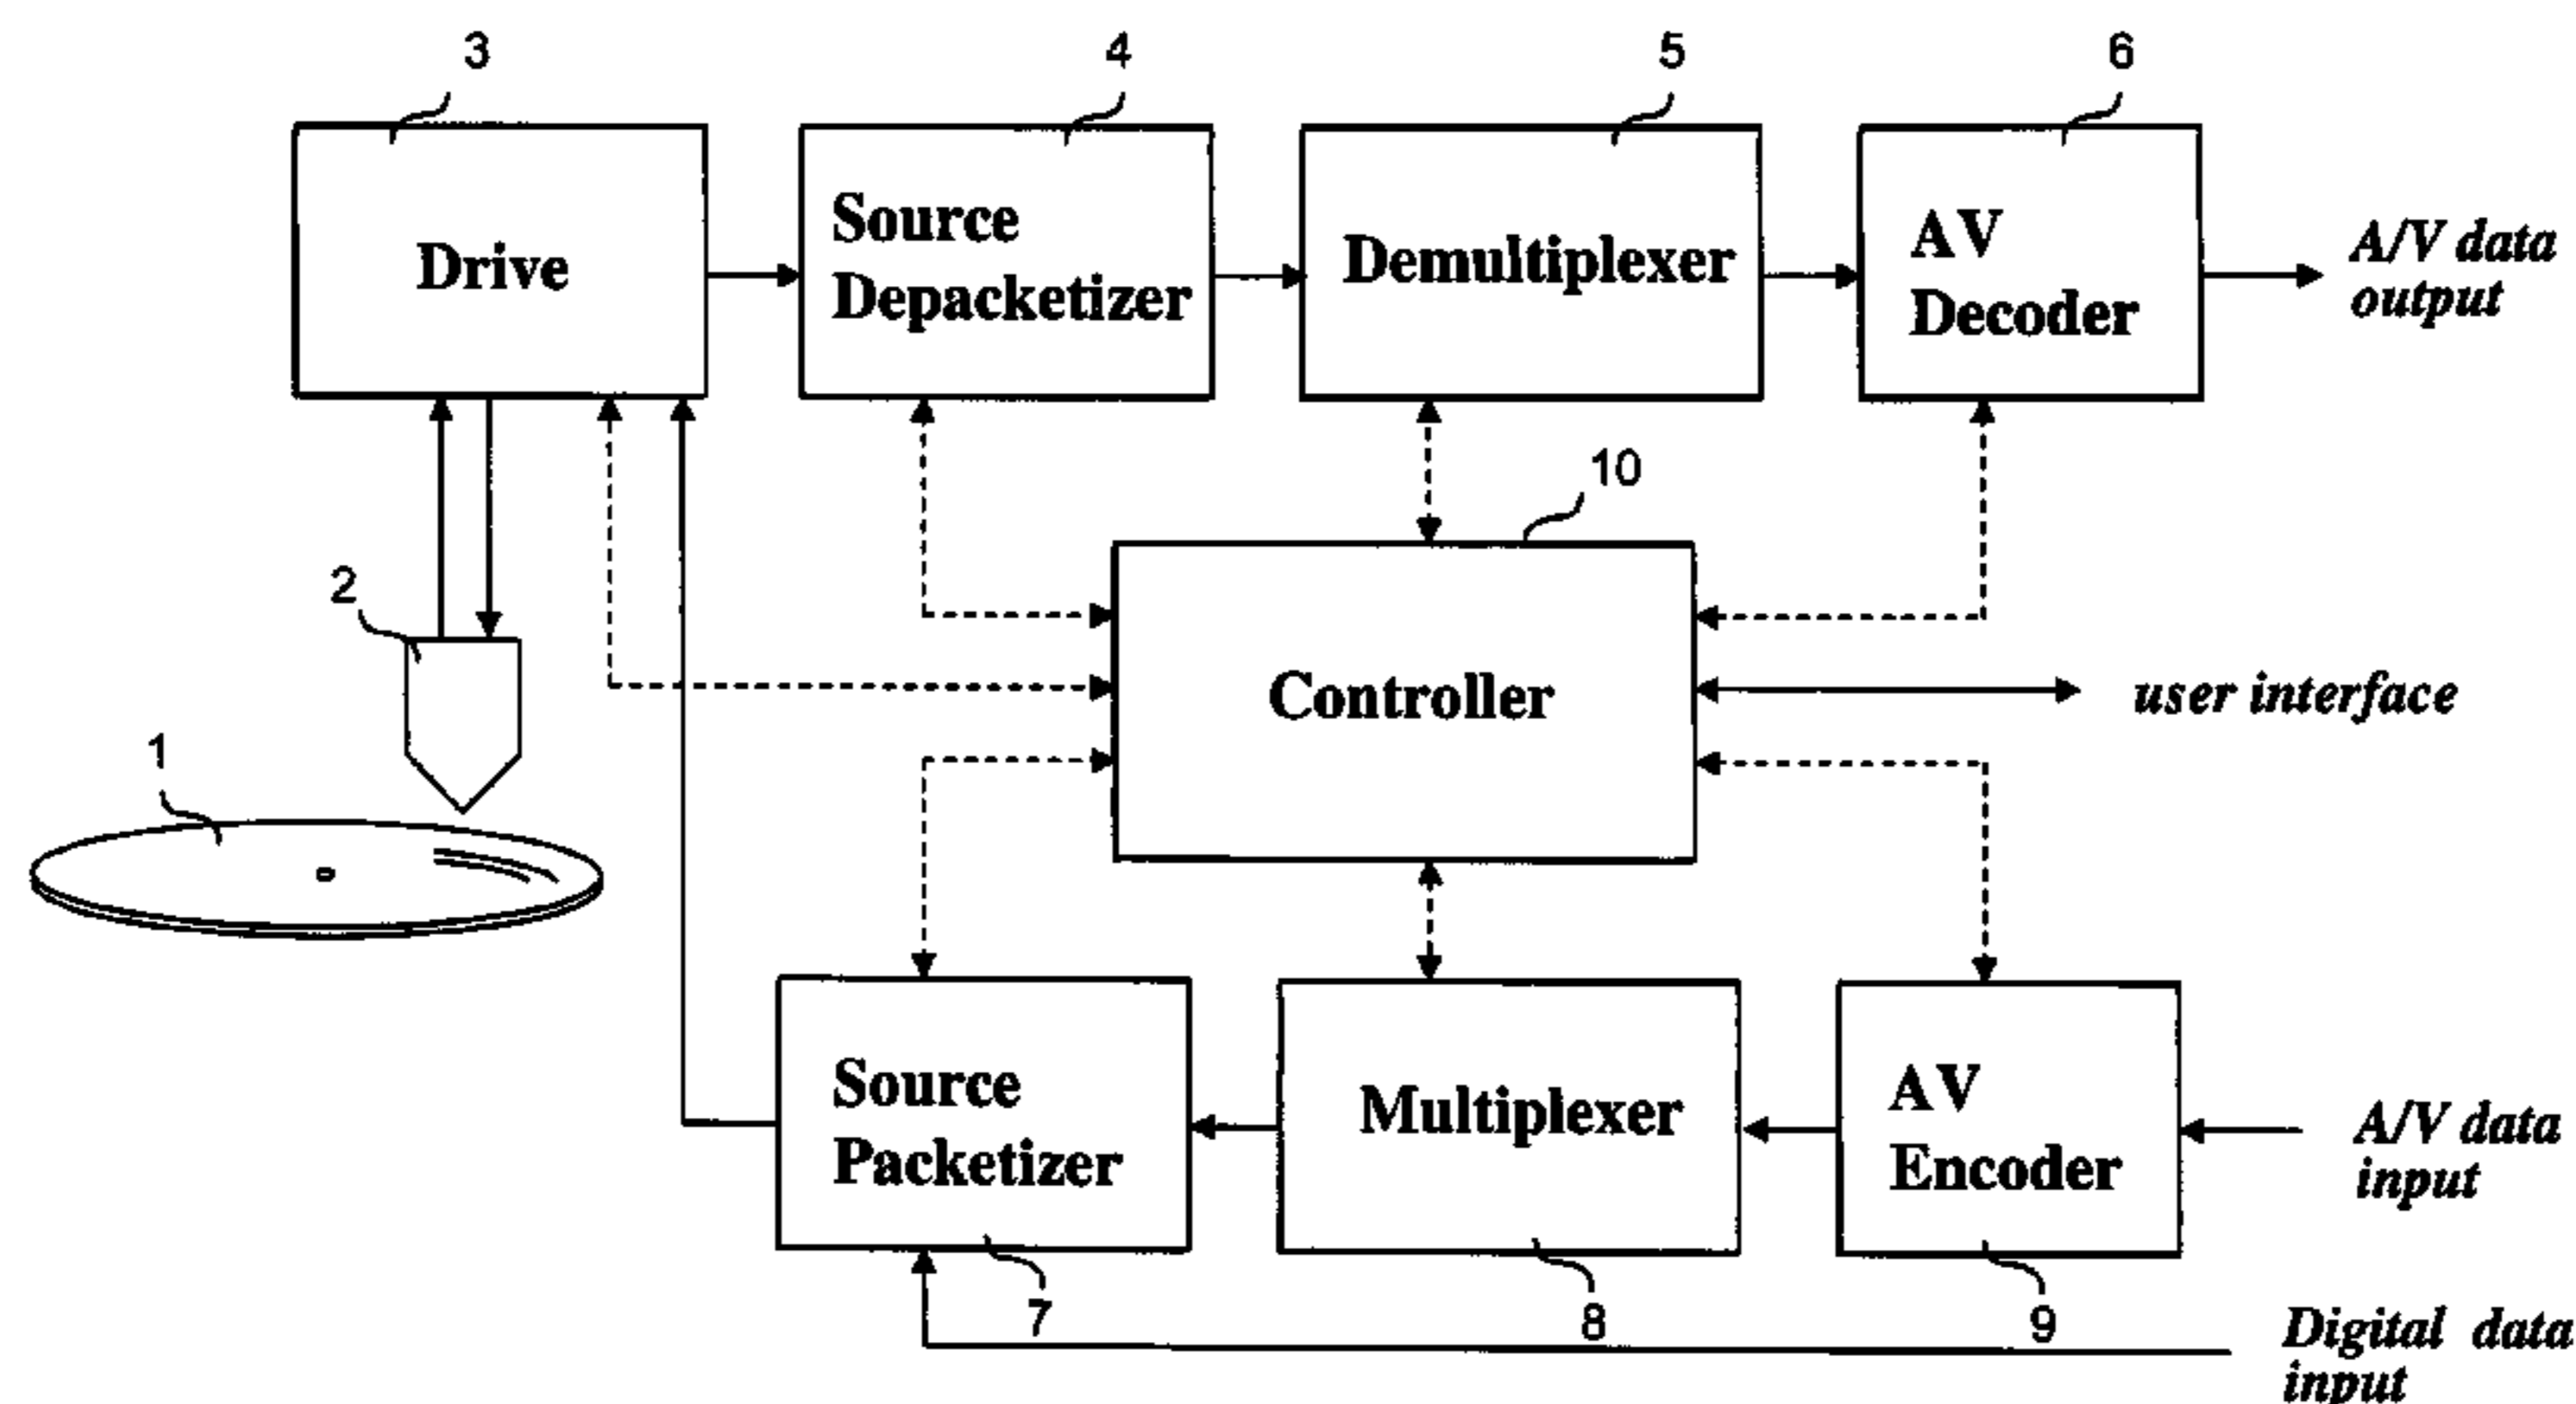 3
4
5
6
Drive
Source
Depacketizer
Demultiplexer
AV
Decoder
A/V data
output
10
2
Controller
user interface
1
Source
Packetizer
Multiplexer
AV
Encoder
A/V data
input
7
8
9
Digital data
input